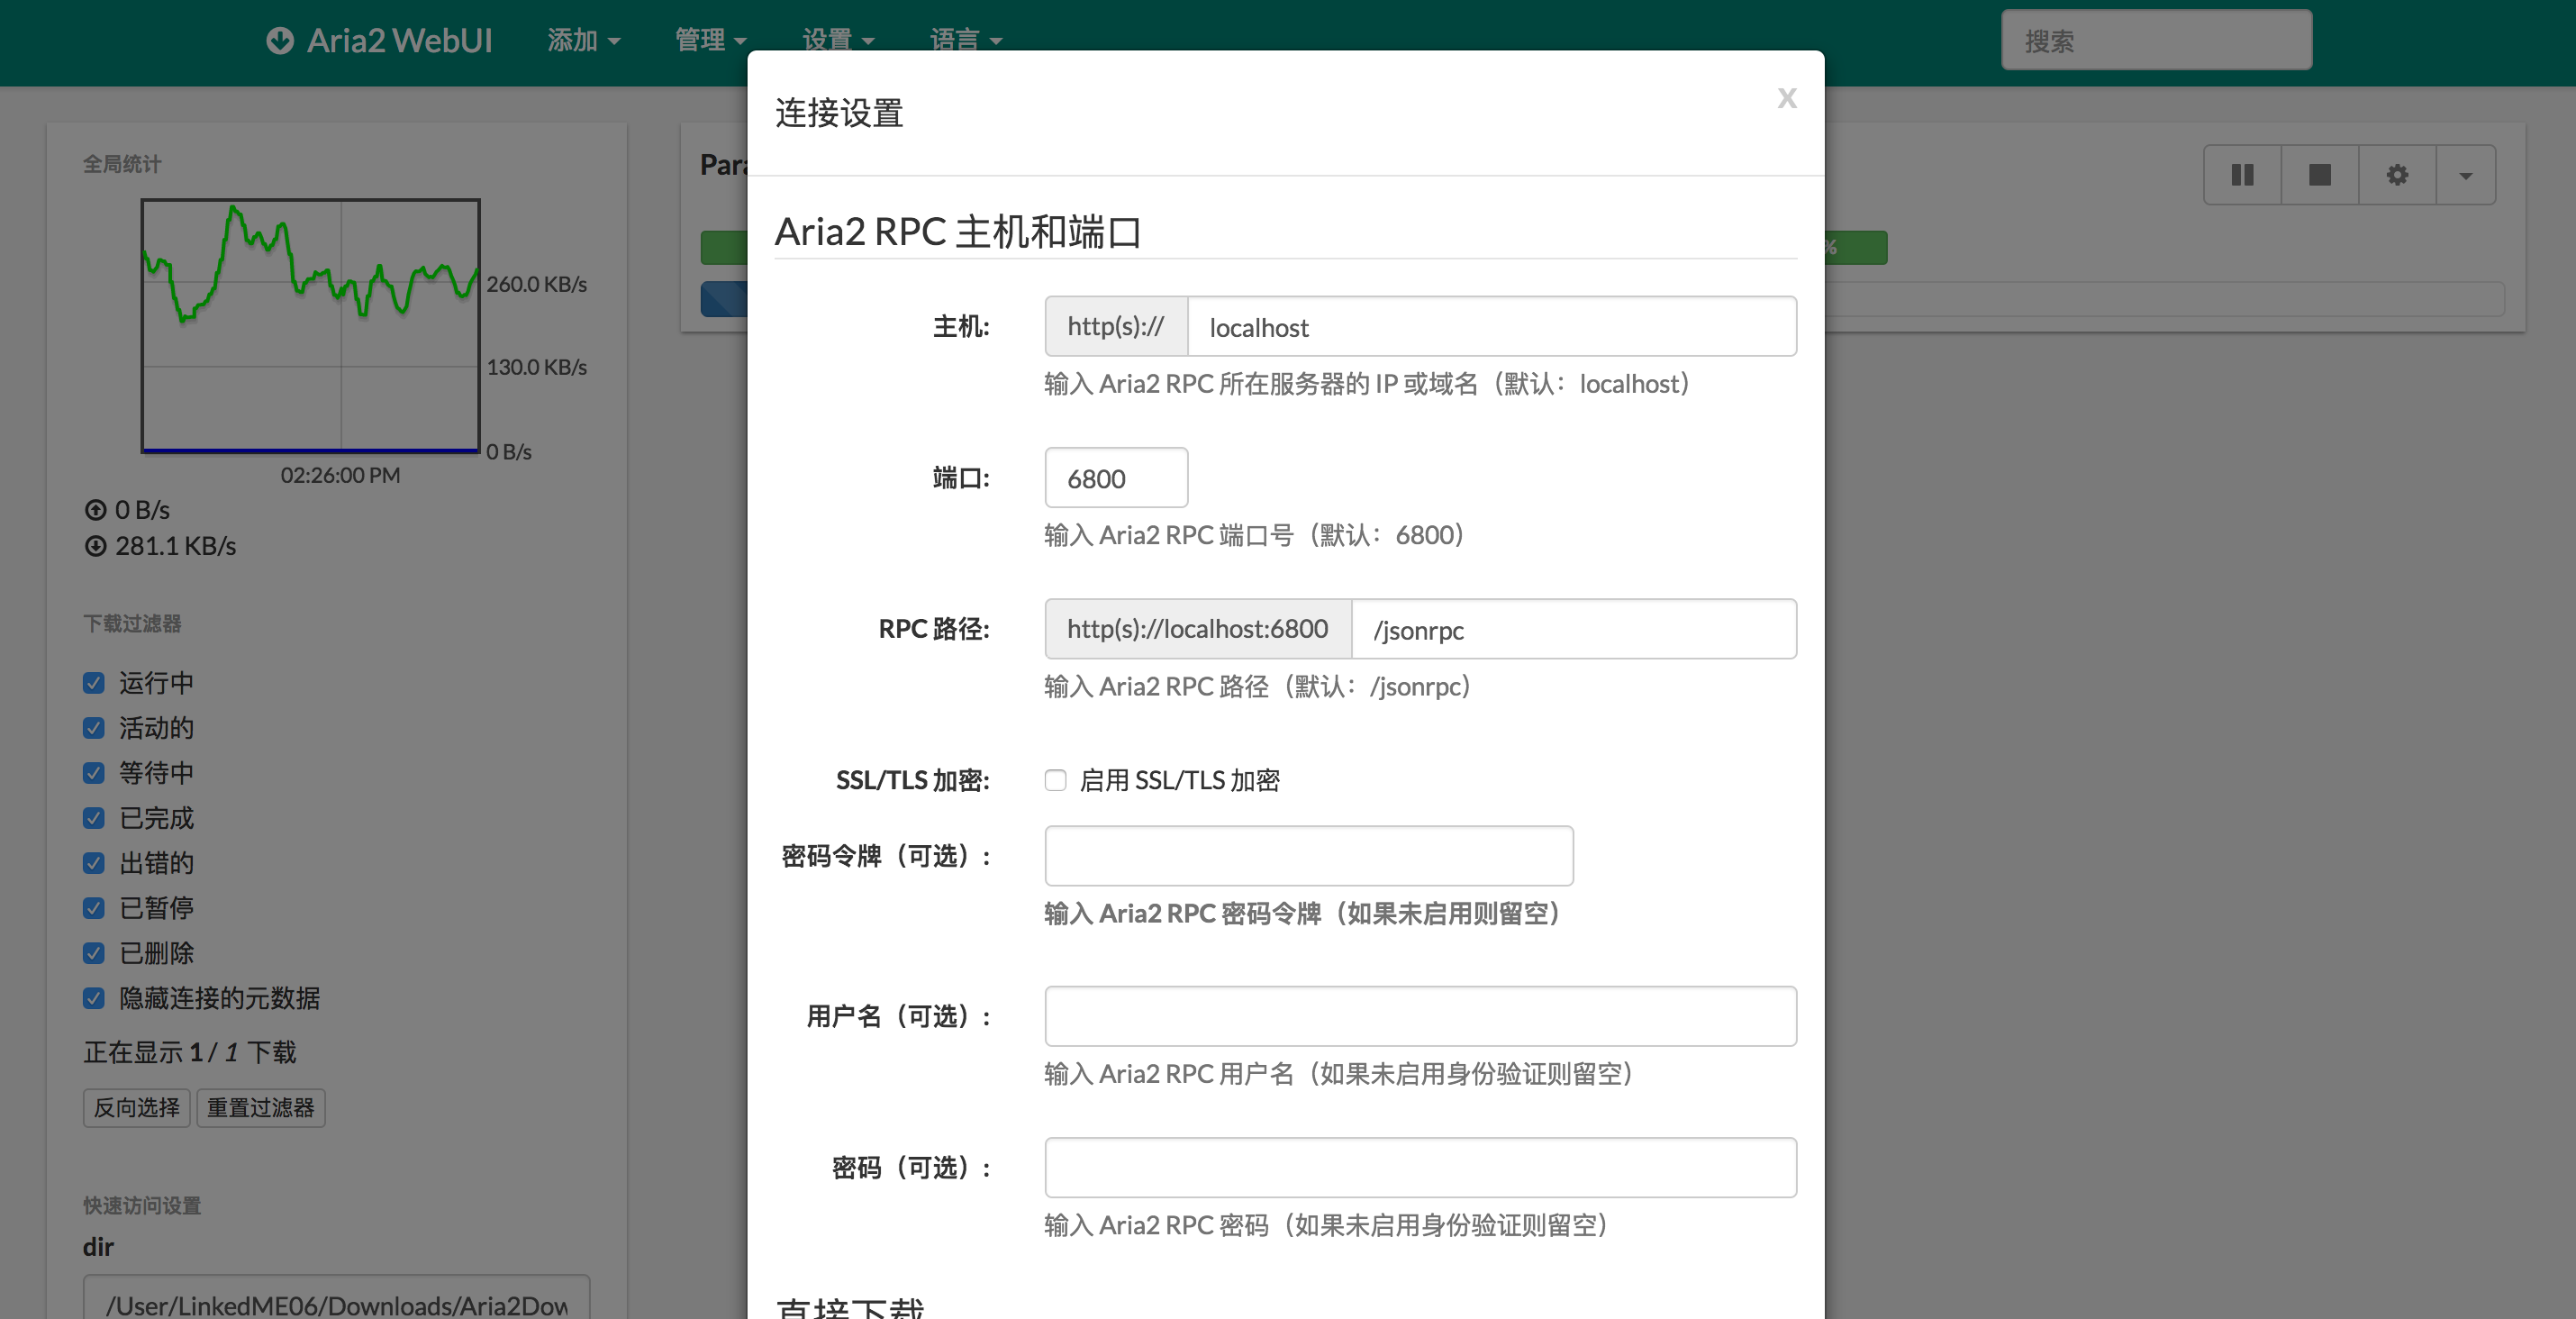 Aria2 WebUI 添加 管理 设置 语言 搜索
全局统计
260.0 KB/s
130.0 KB/s
0 B/s
02:26:00 PM
0 B/s
281.1 KB/s
下载过滤器
运行中
活动的
等待中
已完成
出错的
已暂停
已删除
隐藏连接的元数据
正在显示 1 / 1 下载
反向选择 重置过滤器
快速访问设置
dir
/User/LinkedME06/Downloads/Aria2Dow
连接设置 x
Aria2 RPC 主机和端口
主机: http(s):// localhost
输入 Aria2 RPC 所在服务器的 IP 或域名（默认：localhost）
端口: 6800
输入 Aria2 RPC 端口号（默认：6800）
RPC 路径: http(s)://localhost:6800 /jsonrpc
输入 Aria2 RPC 路径（默认：/jsonrpc）
SSL/TLS 加密: 启用 SSL/TLS 加密
密码令牌（可选）:
输入 Aria2 RPC 密码令牌（如果未启用则留空）
用户名（可选）:
输入 Aria2 RPC 用户名（如果未启用身份验证则留空）
密码（可选）:
输入 Aria2 RPC 密码（如果未启用身份验证则留空）
直接下载
%